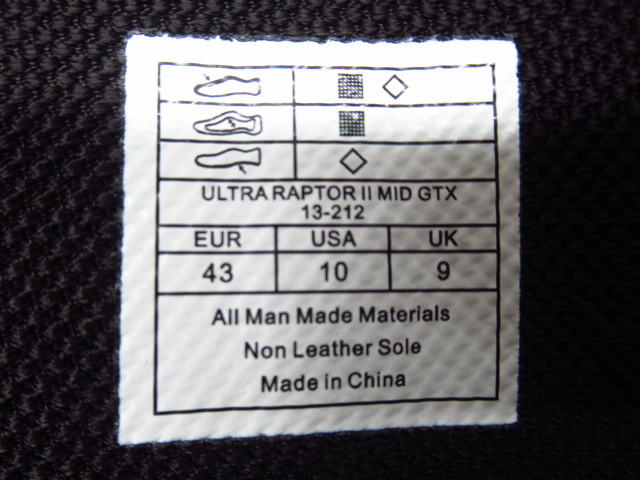 ULTRA RAPTOR II MID GTX
13-212
EUR USA UK
43 10 9
All Man Made Materials
Non Leather Sole
Made in China